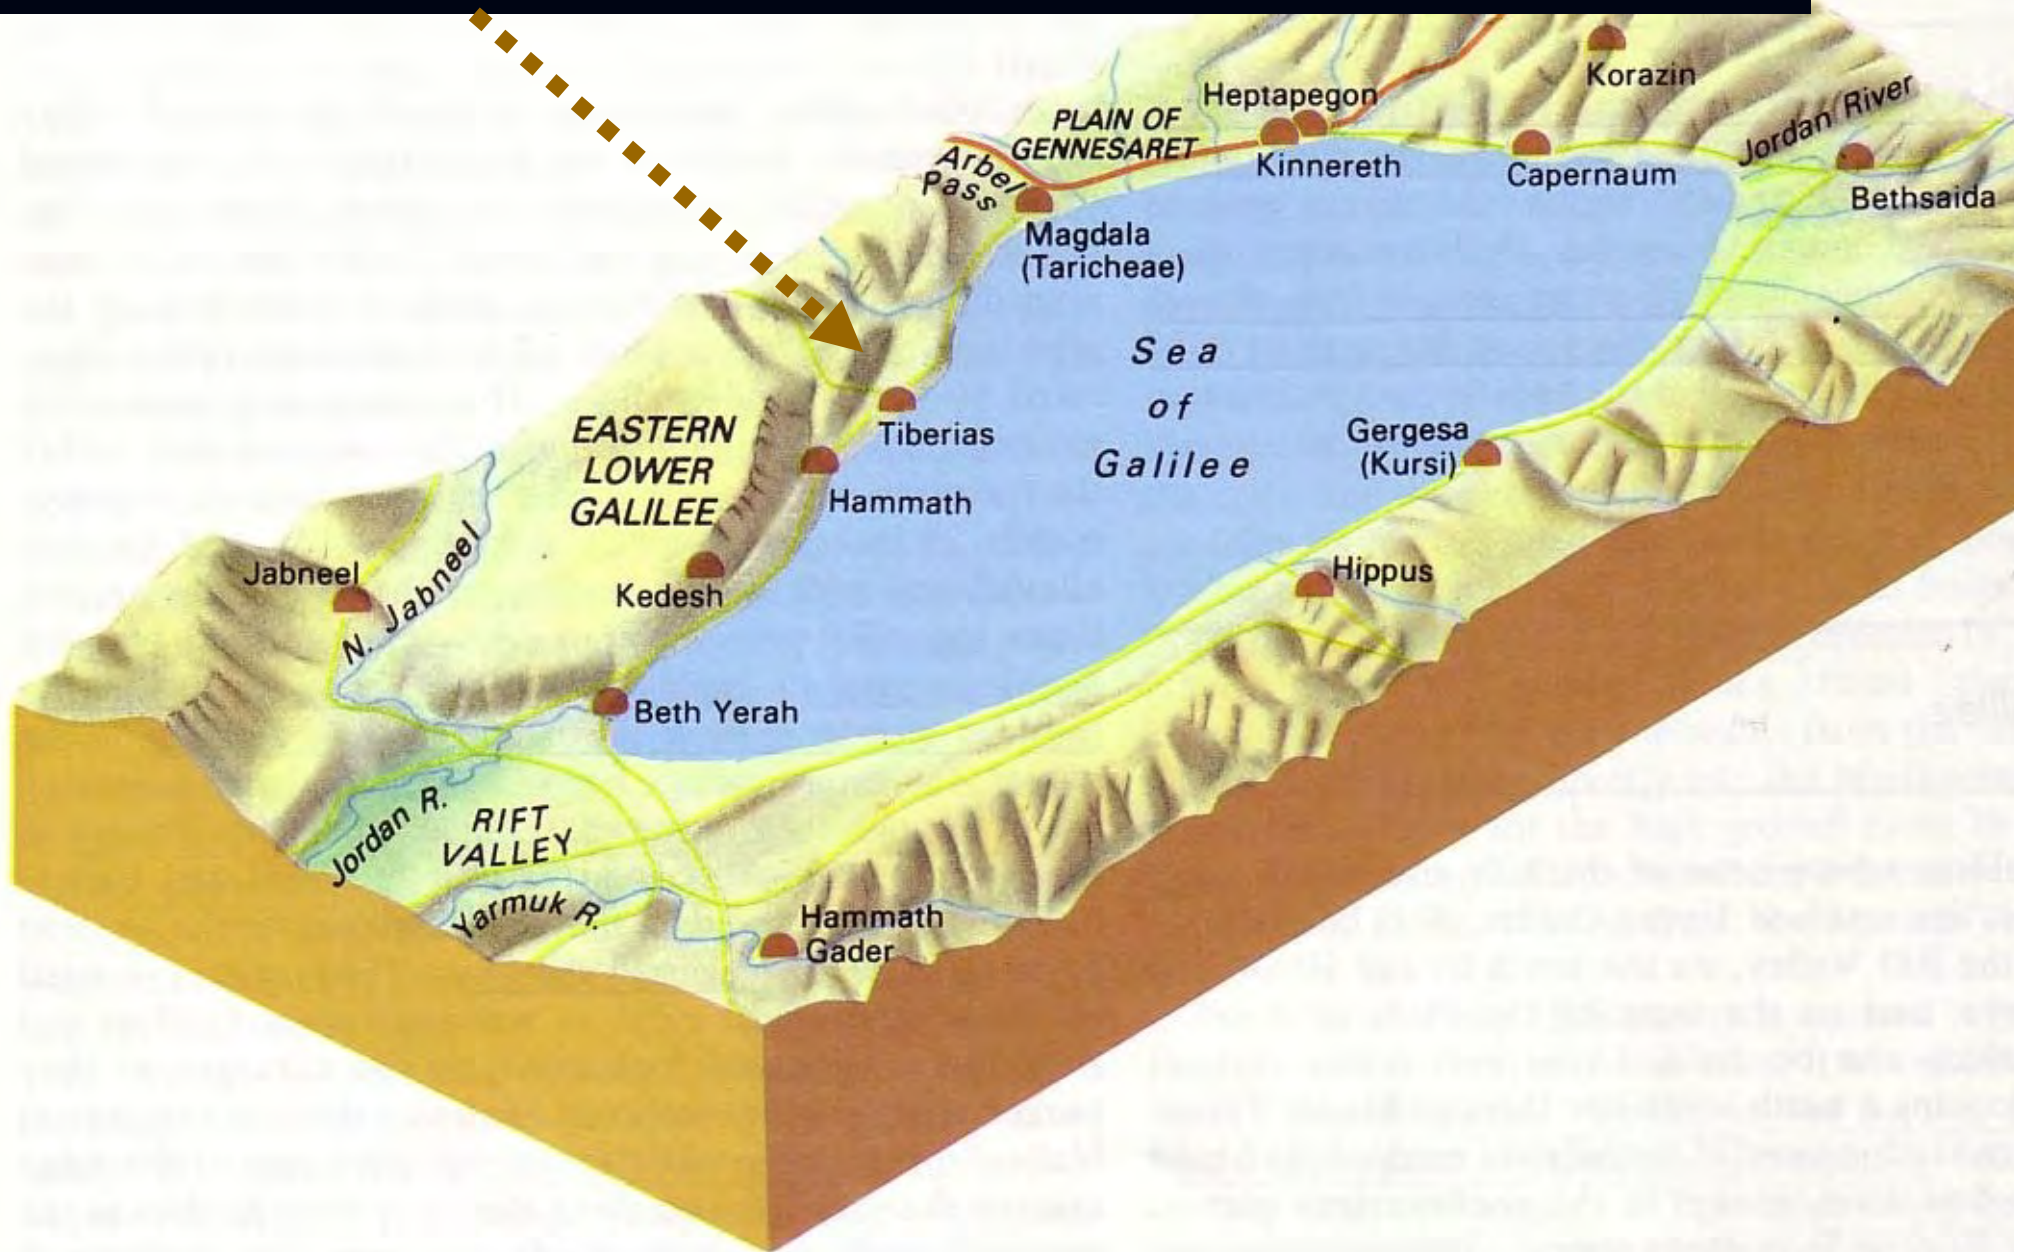 Korazin
Heptapegon
Jordan River
PLAIN OF
GENNESARET
Arbel
Pass
Kinnereth
Capernaum
Bethsaida
Magdala
(Taricheae)
Sea
of
Galilee
EASTERN
LOWER
GALILEE
Tiberias
Gergesa
(Kursi)
Hammath
Jabneel
N. Jabneel
Kedesh
Hippus
Beth Yerah
Jordan R.
RIFT
VALLEY
Yarmuk R.
Hammath
Gader